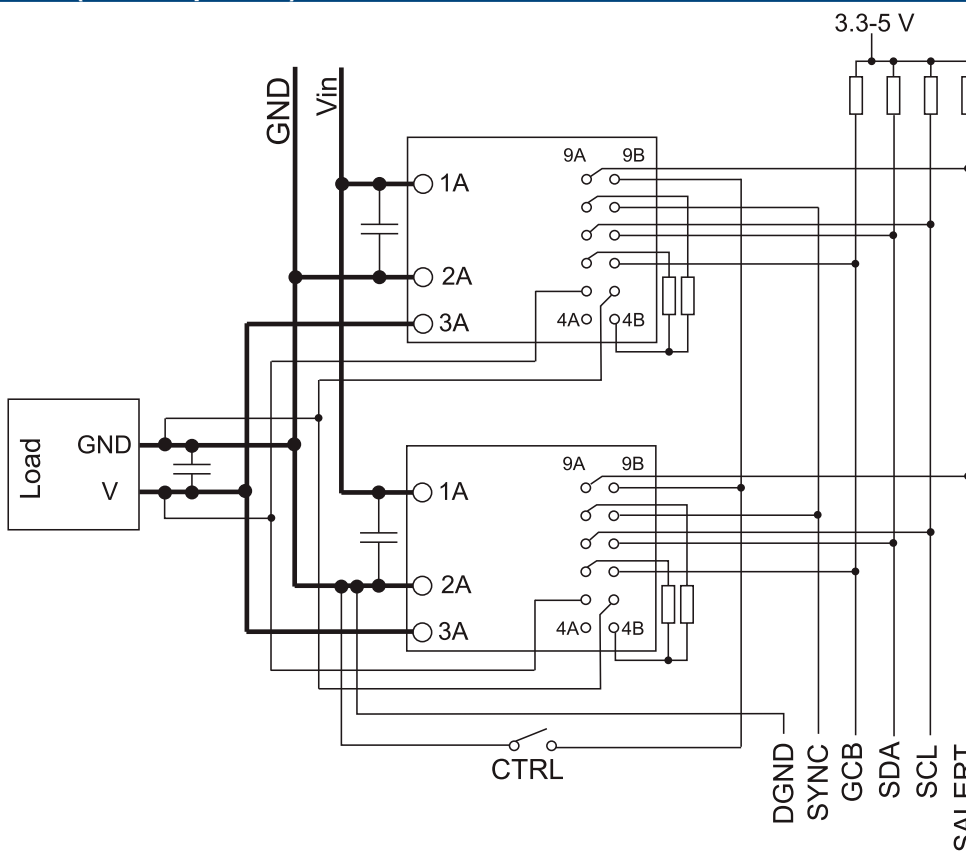 3.3-5 V
GND
Vin
9A 9B
1A
2A
3A
4A 4B
Load
GND
V
9A 9B
1A
2A
3A
4A 4B
CTRL
DGND
SYNC
GCB
SDA
SCL